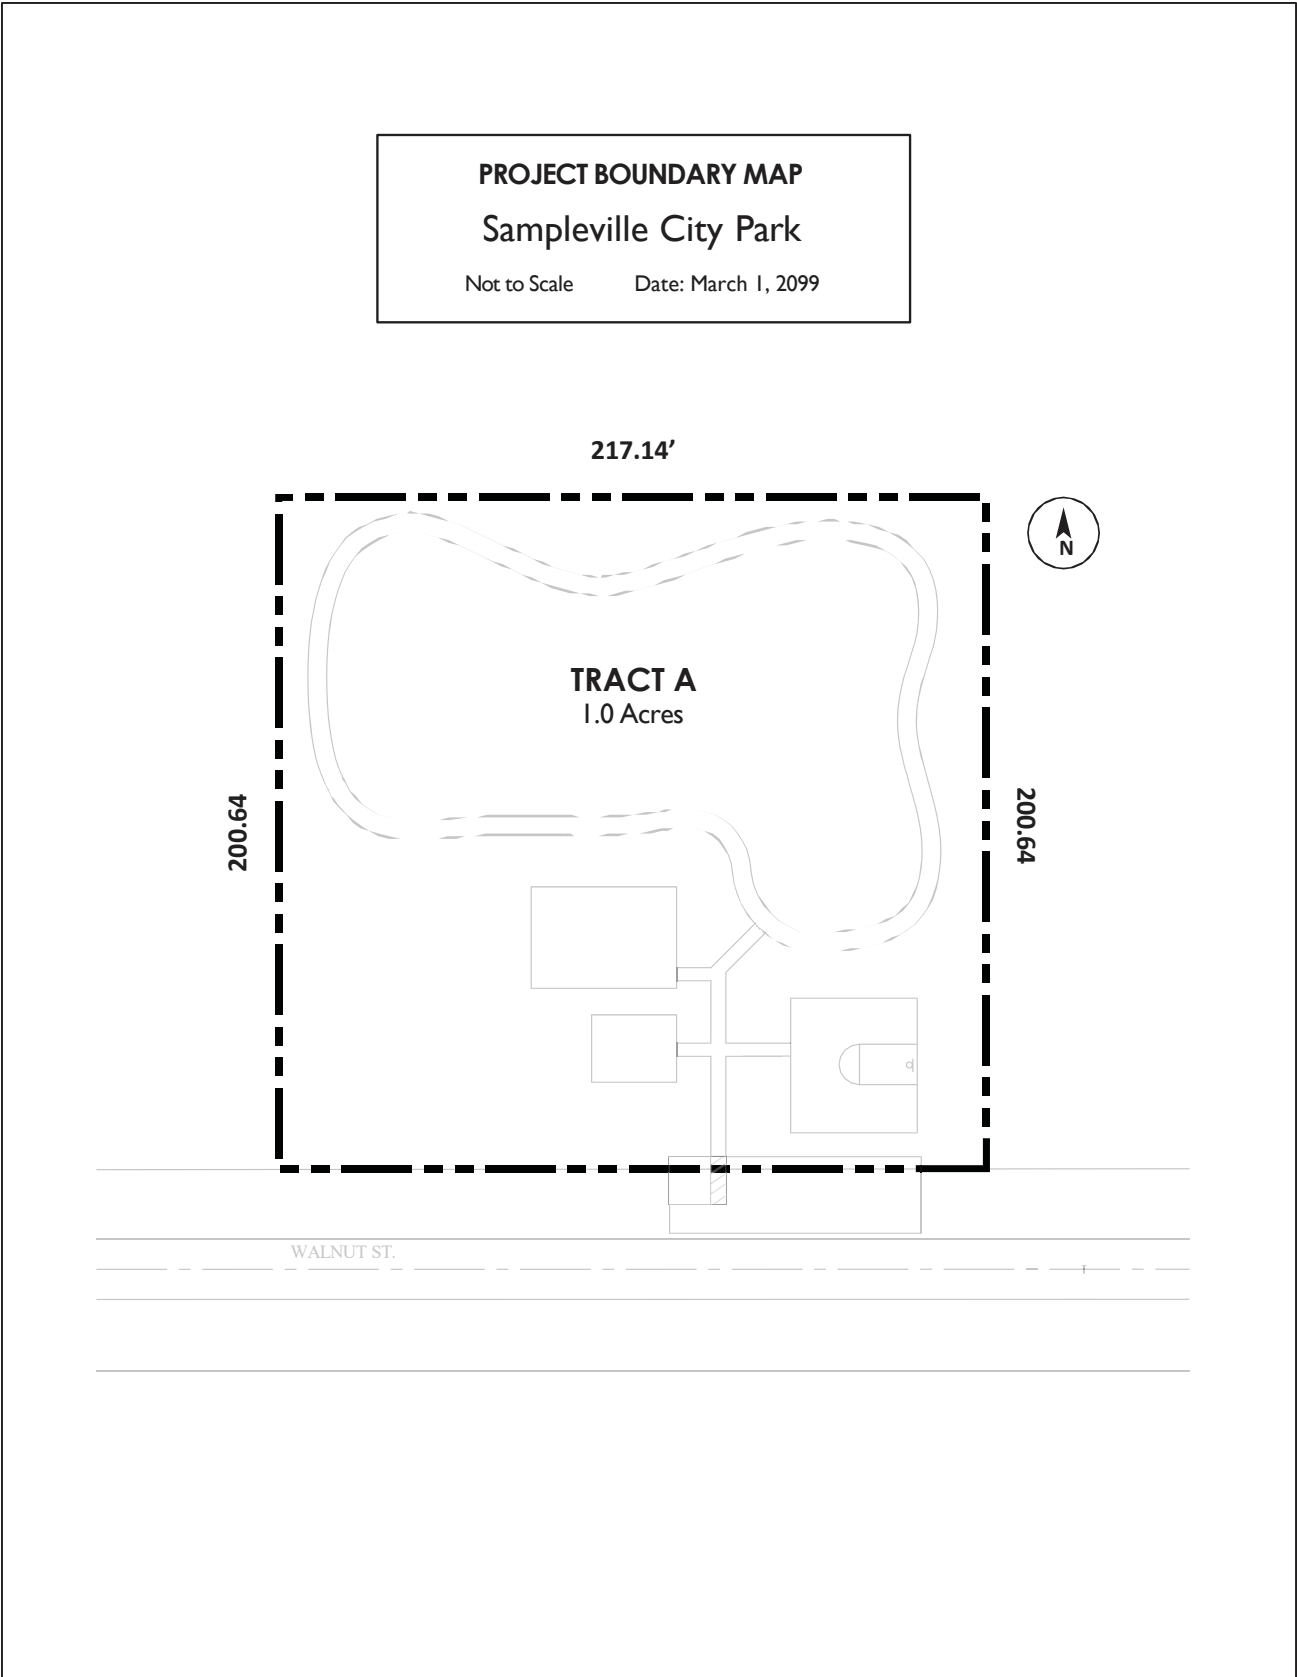 PROJECT BOUNDARY MAP
Sampleville City Park
Not to Scale Date: March 1, 2099
217.14’
N
TRACT A
1.0 Acres
200.64
200.64
WALNUT ST.